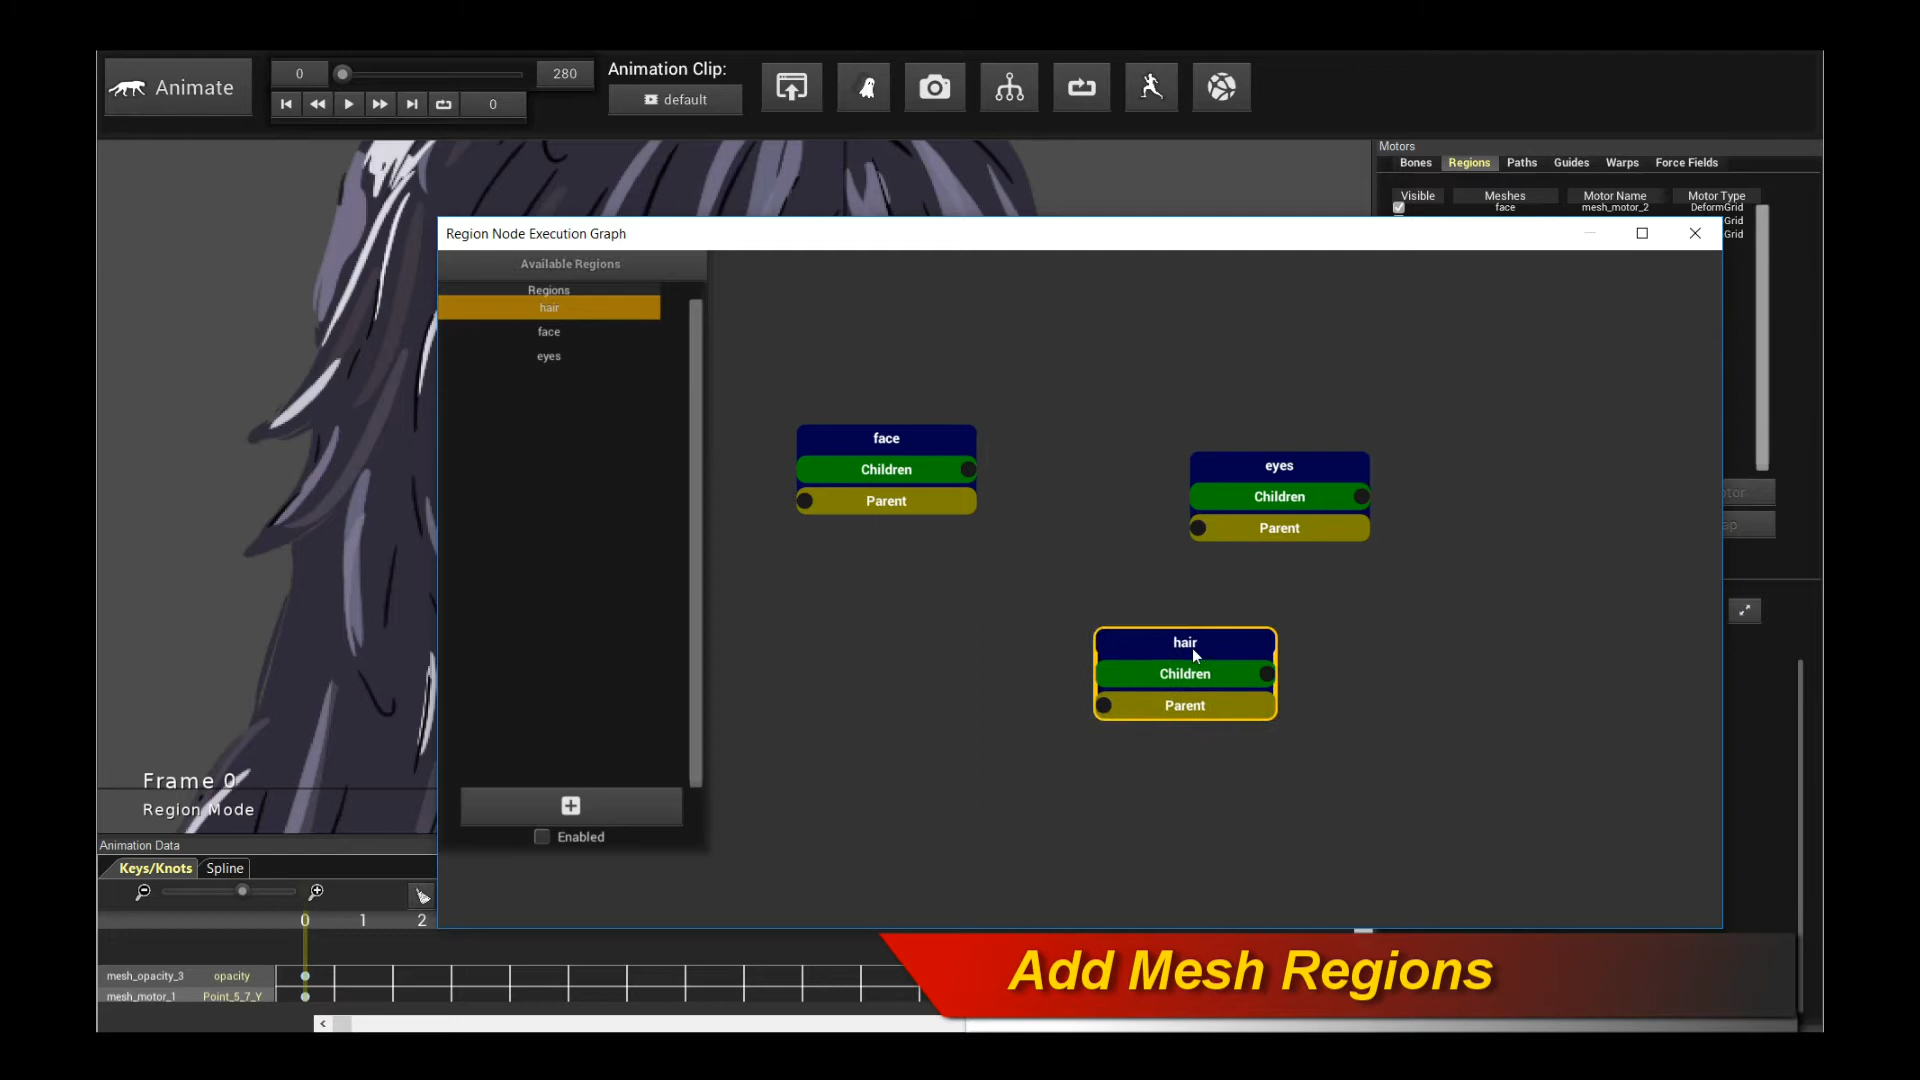 Animate
0
280
0
Animation Clip:
default
Motors
Bones
Regions
Paths
Guides
Warps
Force Fields
Visible
Meshes
Motor Name
Motor Type
face
mesh_motor_2
DeformGrid
Grid
Grid
Region Node Execution Graph
Available Regions
Regions
hair
face
eyes
Enabled
face
Children
Parent
eyes
Children
Parent
hair
Children
Parent
Frame 0
Region Mode
Animation Data
Keys/Knots
Spline
0
1
2
mesh_opacity_3
opacity
mesh_motor_1
Point_5_7_Y
Add Mesh Regions